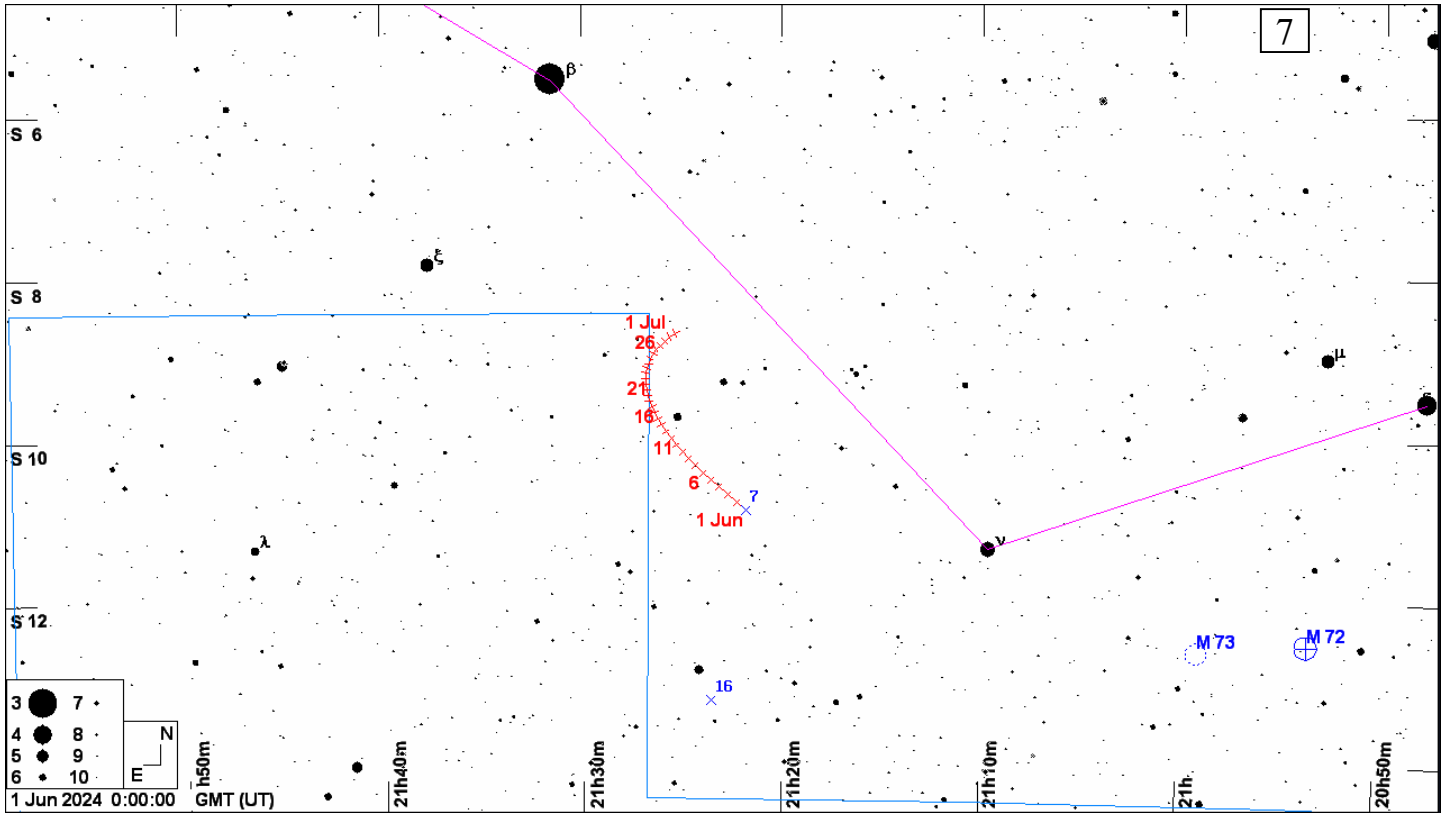 7
β
S 6
ξ
S 8
1 Jul
26
μ
21
16
11
S 10
6
7
1 Jun
ν
λ
S 12
M 73
M 72
16
3 7
4 8
5 9
6 10
N
E
h50m
21h40m
21h30m
21h20m
21h10m
21h
20h50m
1 Jun 2024 0:00:00 GMT (UT)